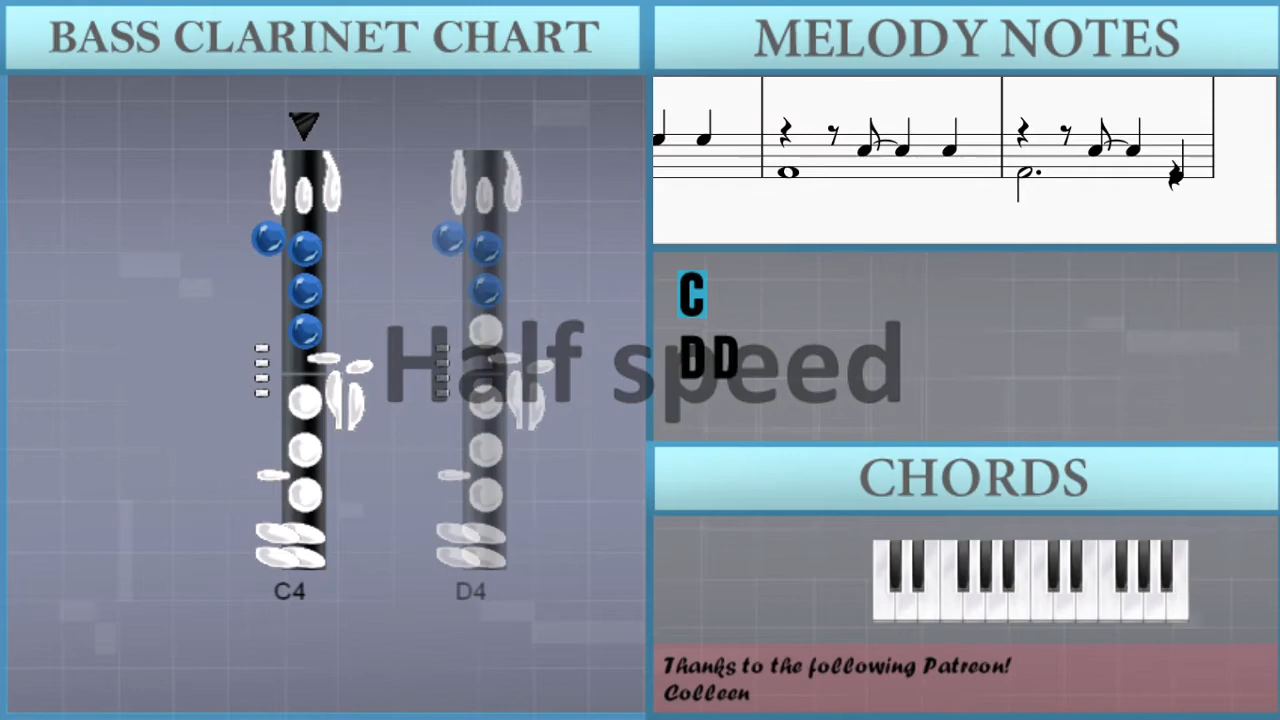 BASS CLARINET CHART
MELODY NOTES
C
DD
Half speed
C4
D4
CHORDS
Thanks to the following Patreon!
Colleen